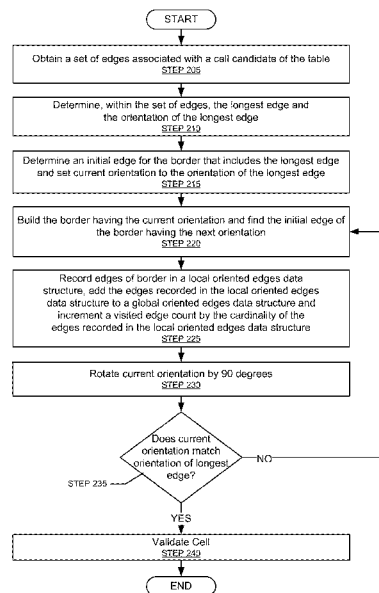 START
Obtain a set of edges associated with a call candidate of the table
STEP 205
Determine, within the set of edges, the longest edge and
the orientation of the longest edge
STEP 210
Determine an initial edge for the border that includes the longest edge
and set current orientation to the orientation of the longest edge
STEP 215
Build the border having the current orientation and find the initial edge of
the border having the next orientation
STEP 220
Record edges of border in a local oriented edges data
structure, add the edges recorded in the local oriented edges
data structure to a global oriented edges data structure and
increment a visited edge count by the cardinality of the
edges recorded in the local oriented edges data structure
STEP 225
Rotate current orientation by 90 degrees
STEP 230
Does current
orientation match
orientation of longest
edge?
NO
STEP 235
YES
Validate Cell
STEP 240
END